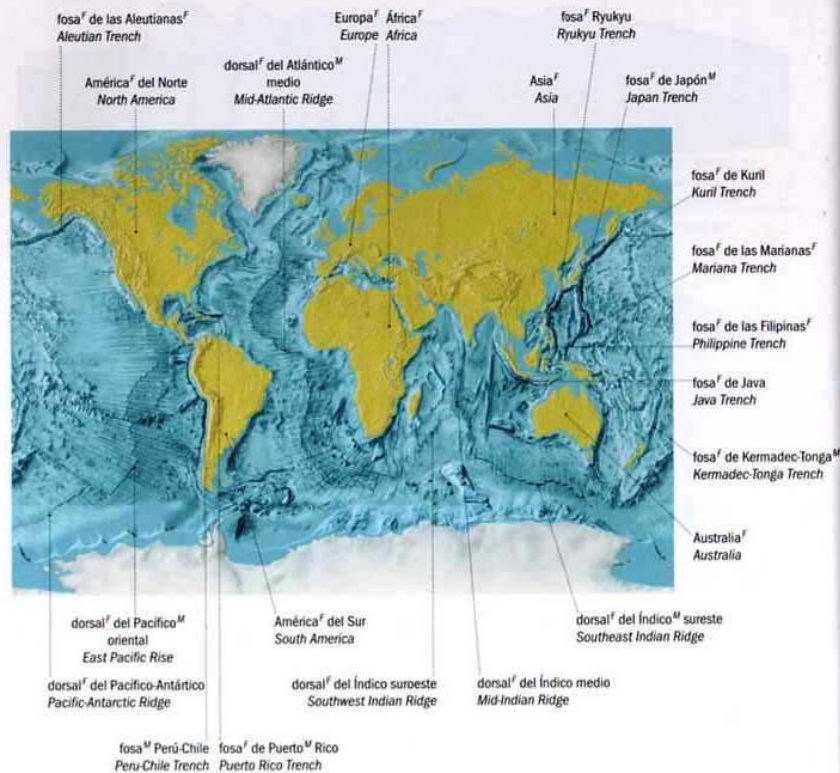 fosaF de las AleutianasF
Aleutian Trench
EuropaF ÁfricaF
Europe Africa
fosaF Ryukyu
Ryukyu Trench
dorsalF del AtlánticoM
medio
Mid-Atlantic Ridge
AméricaF del Norte
North America
AsiaF
Asia
fosaF de JapónM
Japan Trench
fosaF de Kuril
Kuril Trench
fosaF de las MarianasF
Mariana Trench
fosaF de las FilipinasF
Philippine Trench
fosaF de Java
Java Trench
fosaF de Kermadec-TongaM
Kermadec-Tonga Trench
AustraliaF
Australia
dorsalF del PacíficoM
oriental
East Pacific Rise
AméricaF del Sur
South America
dorsalF del ÍndicoM sureste
Southeast Indian Ridge
dorsalF del Pacífico-Antártico
Pacific-Antarctic Ridge
dorsalF del Índico suroeste
Southwest Indian Ridge
dorsalF del Índico medio
Mid-Indian Ridge
fosaM Perú-Chile
Peru-Chile Trench
fosaF de PuertoM Rico
Puerto Rico Trench